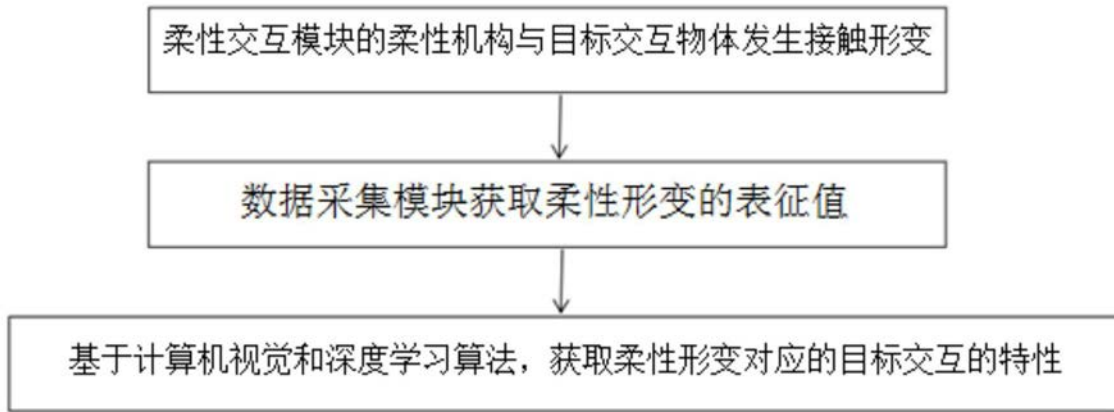 柔性交互模块的柔性机构与目标交互物体发生接触形变
数据采集模块获取柔性形变的表征值
基于计算机视觉和深度学习算法，获取柔性形变对应的目标交互的特性